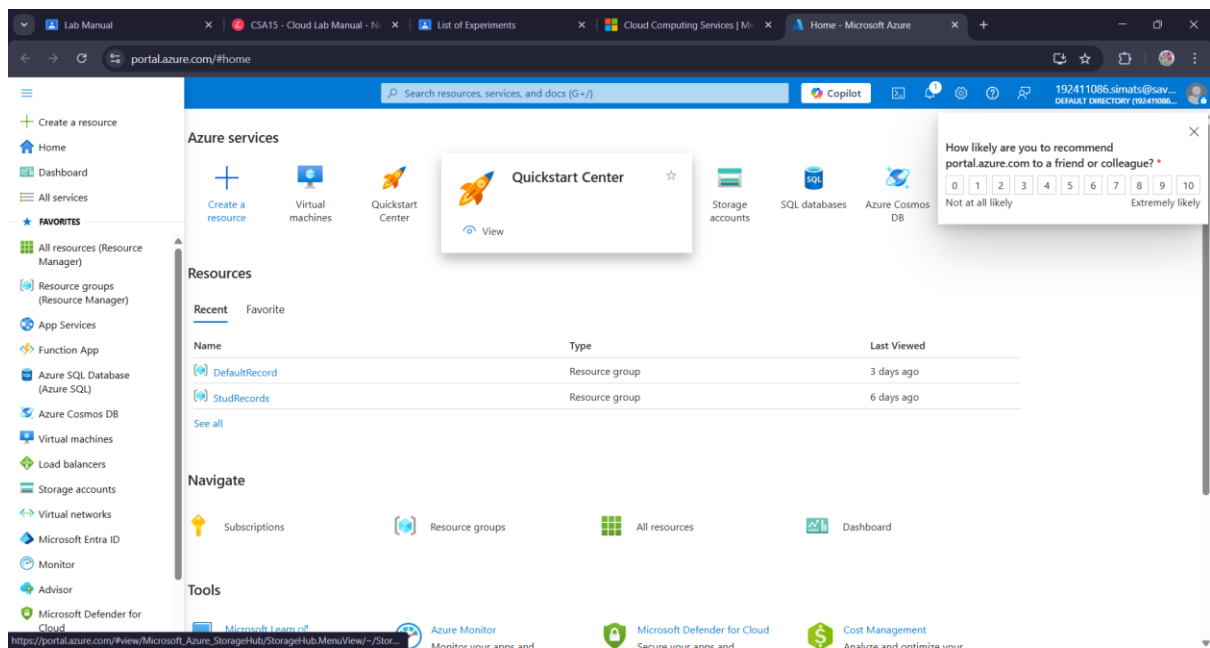 Lab Manual
CSA15 - Cloud Lab Manual - No
List of Experiments
Cloud Computing Services | Mic
Home - Microsoft Azure
portal.azure.com/#home
Search resources, services, and docs (G+/)
Copilot
1
192411086.simats@sav...
DEFAULT DIRECTORY (192411086...
Create a resource
Home
Dashboard
All services
FAVORITES
All resources (Resource
Manager)
Resource groups
(Resource Manager)
App Services
Function App
Azure SQL Database
(Azure SQL)
Azure Cosmos DB
Virtual machines
Load balancers
Storage accounts
Virtual networks
Microsoft Entra ID
Monitor
Advisor
Microsoft Defender for
Cloud
https://portal.azure.com/#view/Microsoft_Azure_StorageHub/StorageHub.MenuView/~/Stor...
Azure services
Create a
resource
Virtual
machines
Quickstart
Center
Quickstart Center
View
Storage
accounts
SQL
SQL databases
Azure Cosmos
DB
How likely are you to recommend
portal.azure.com to a friend or colleague? *
0 1 2 3 4 5 6 7 8 9 10
Not at all likely Extremely likely
Resources
Recent Favorite
Name Type Last Viewed
DefaultRecord Resource group 3 days ago
StudRecords Resource group 6 days ago
See all
Navigate
Subscriptions
Resource groups
All resources
Dashboard
Tools
Microsoft Learn
Azure Monitor
Monitor your apps and
Microsoft Defender for Cloud
Secure your apps and
Cost Management
Analyze and optimize your